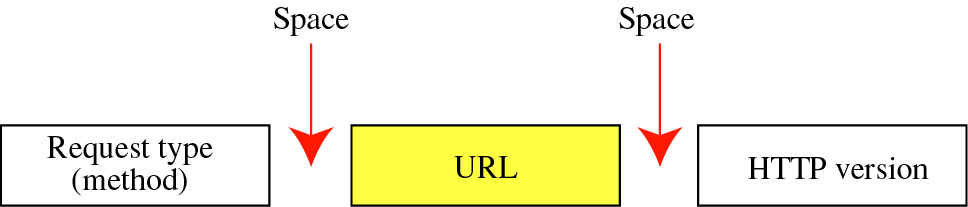 Space
Space
Request type
(method)
URL
HTTP version